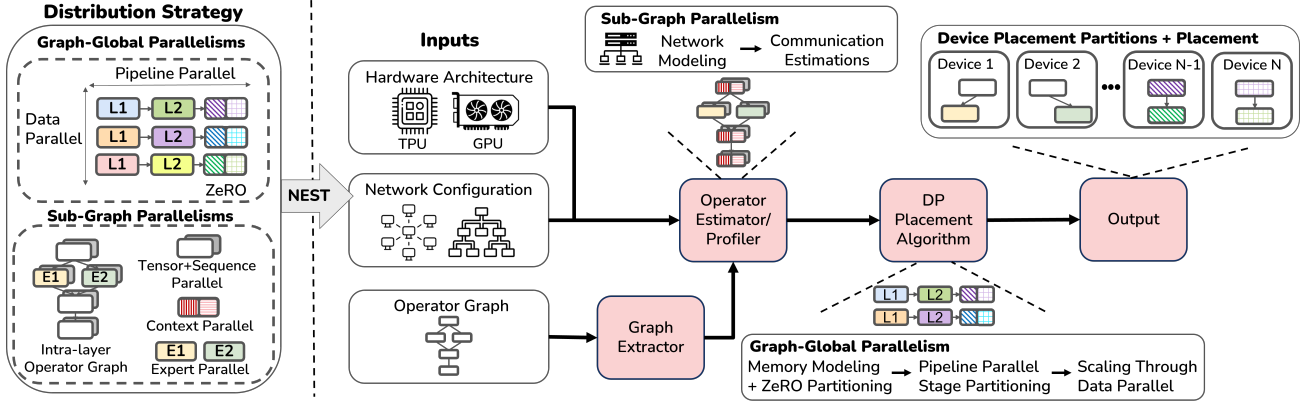 Distribution Strategy
Graph-Global Parallelisms
Pipeline Parallel
Data
Parallel
L1 L2
L1 L2
L1 L2
ZeRO
Sub-Graph Parallelisms
E1 E2
Intra-layer
Operator Graph
Tensor+Sequence
Parallel
Context Parallel
E1 E2
Expert Parallel
NEST
Inputs
Hardware Architecture
TPU GPU
Network Configuration
Operator Graph
Graph
Extractor
Sub-Graph Parallelism
Network
Modeling
Communication
Estimations
Operator
Estimator/
Profiler
DP
Placement
Algorithm
Output
L1 L2
L1 L2
Graph-Global Parallelism
Memory Modeling
+ ZeRO Partitioning
Pipeline Parallel
Stage Partitioning
Scaling Through
Data Parallel
Device Placement Partitions + Placement
Device 1 Device 2 ••• Device N-1 Device N